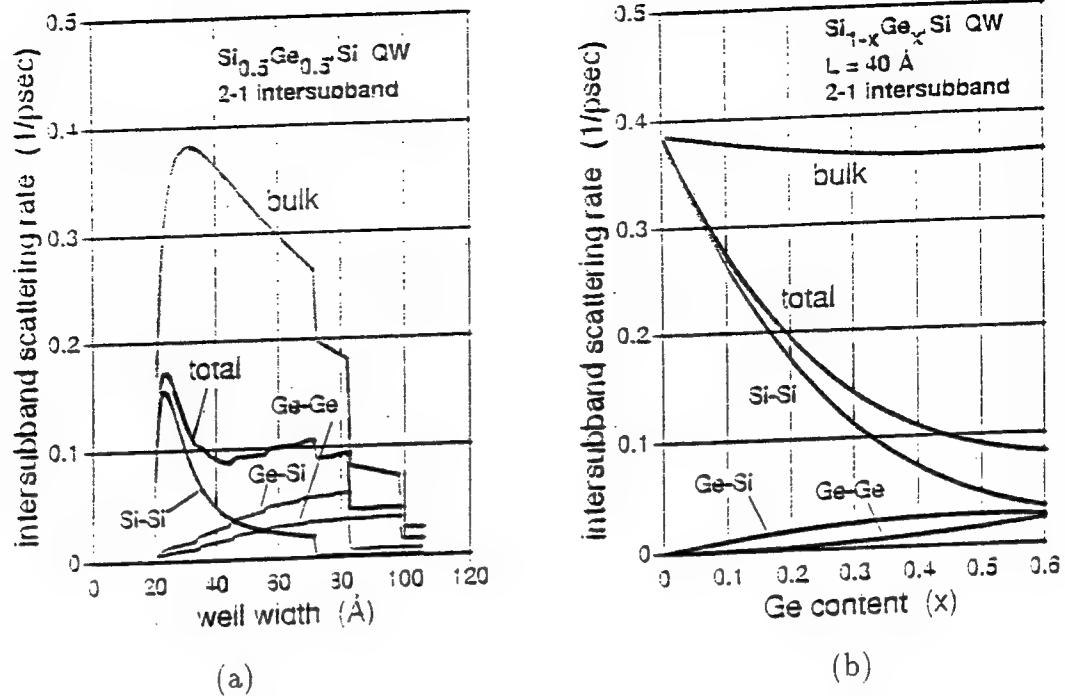 intersubband scattering rate (1/psec)
0.5
0.4
0.3
0.2
0.1
0
Si0.5Ge0.5/Si QW
2-1 intersubband
bulk
total
Ge-Ge
Ge-Si
Si-Si
0 20 40 60 80 100 120
well width (Å)
(a)
intersubband scattering rate (1/psec)
0.5
0.4
0.3
0.2
0.1
0
Si1-xGex/Si QW
L = 40 Å
2-1 intersubband
bulk
total
Si-Si
Ge-Si
Ge-Ge
0 0.1 0.2 0.3 0.4 0.5 0.6
Ge content (x)
(b)